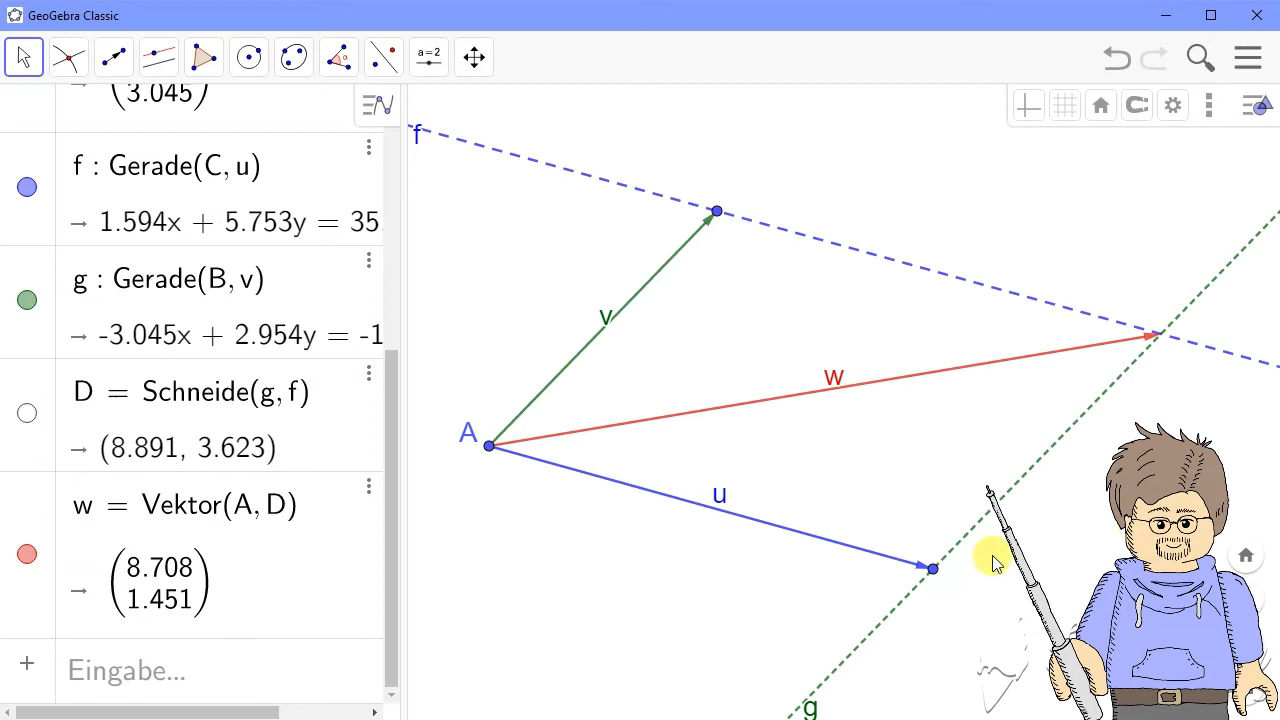 GeoGebra Classic
a=2
α
→ (3.045)
f : Gerade(C, u)
→ 1.594x + 5.753y = 35.
g : Gerade(B, v)
→ -3.045x + 2.954y = -1
D = Schneide(g, f)
→ (8.891, 3.623)
w = Vektor(A, D)
→ (8.708
1.451)
+ Eingabe...
f
v
w
A
u
g